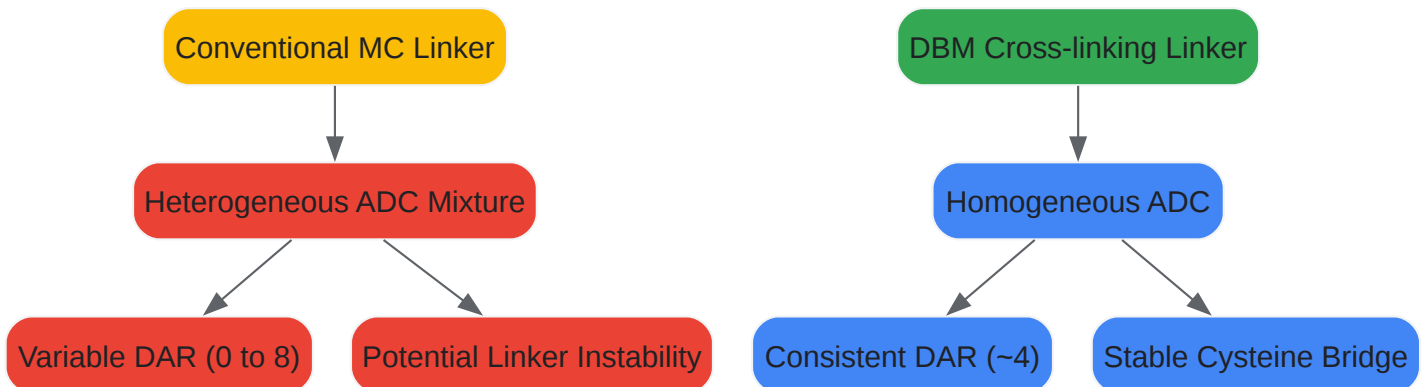 Conventional MC Linker
DBM Cross-linking Linker
Heterogeneous ADC Mixture
Homogeneous ADC
Variable DAR (0 to 8)
Potential Linker Instability
Consistent DAR (~4)
Stable Cysteine Bridge